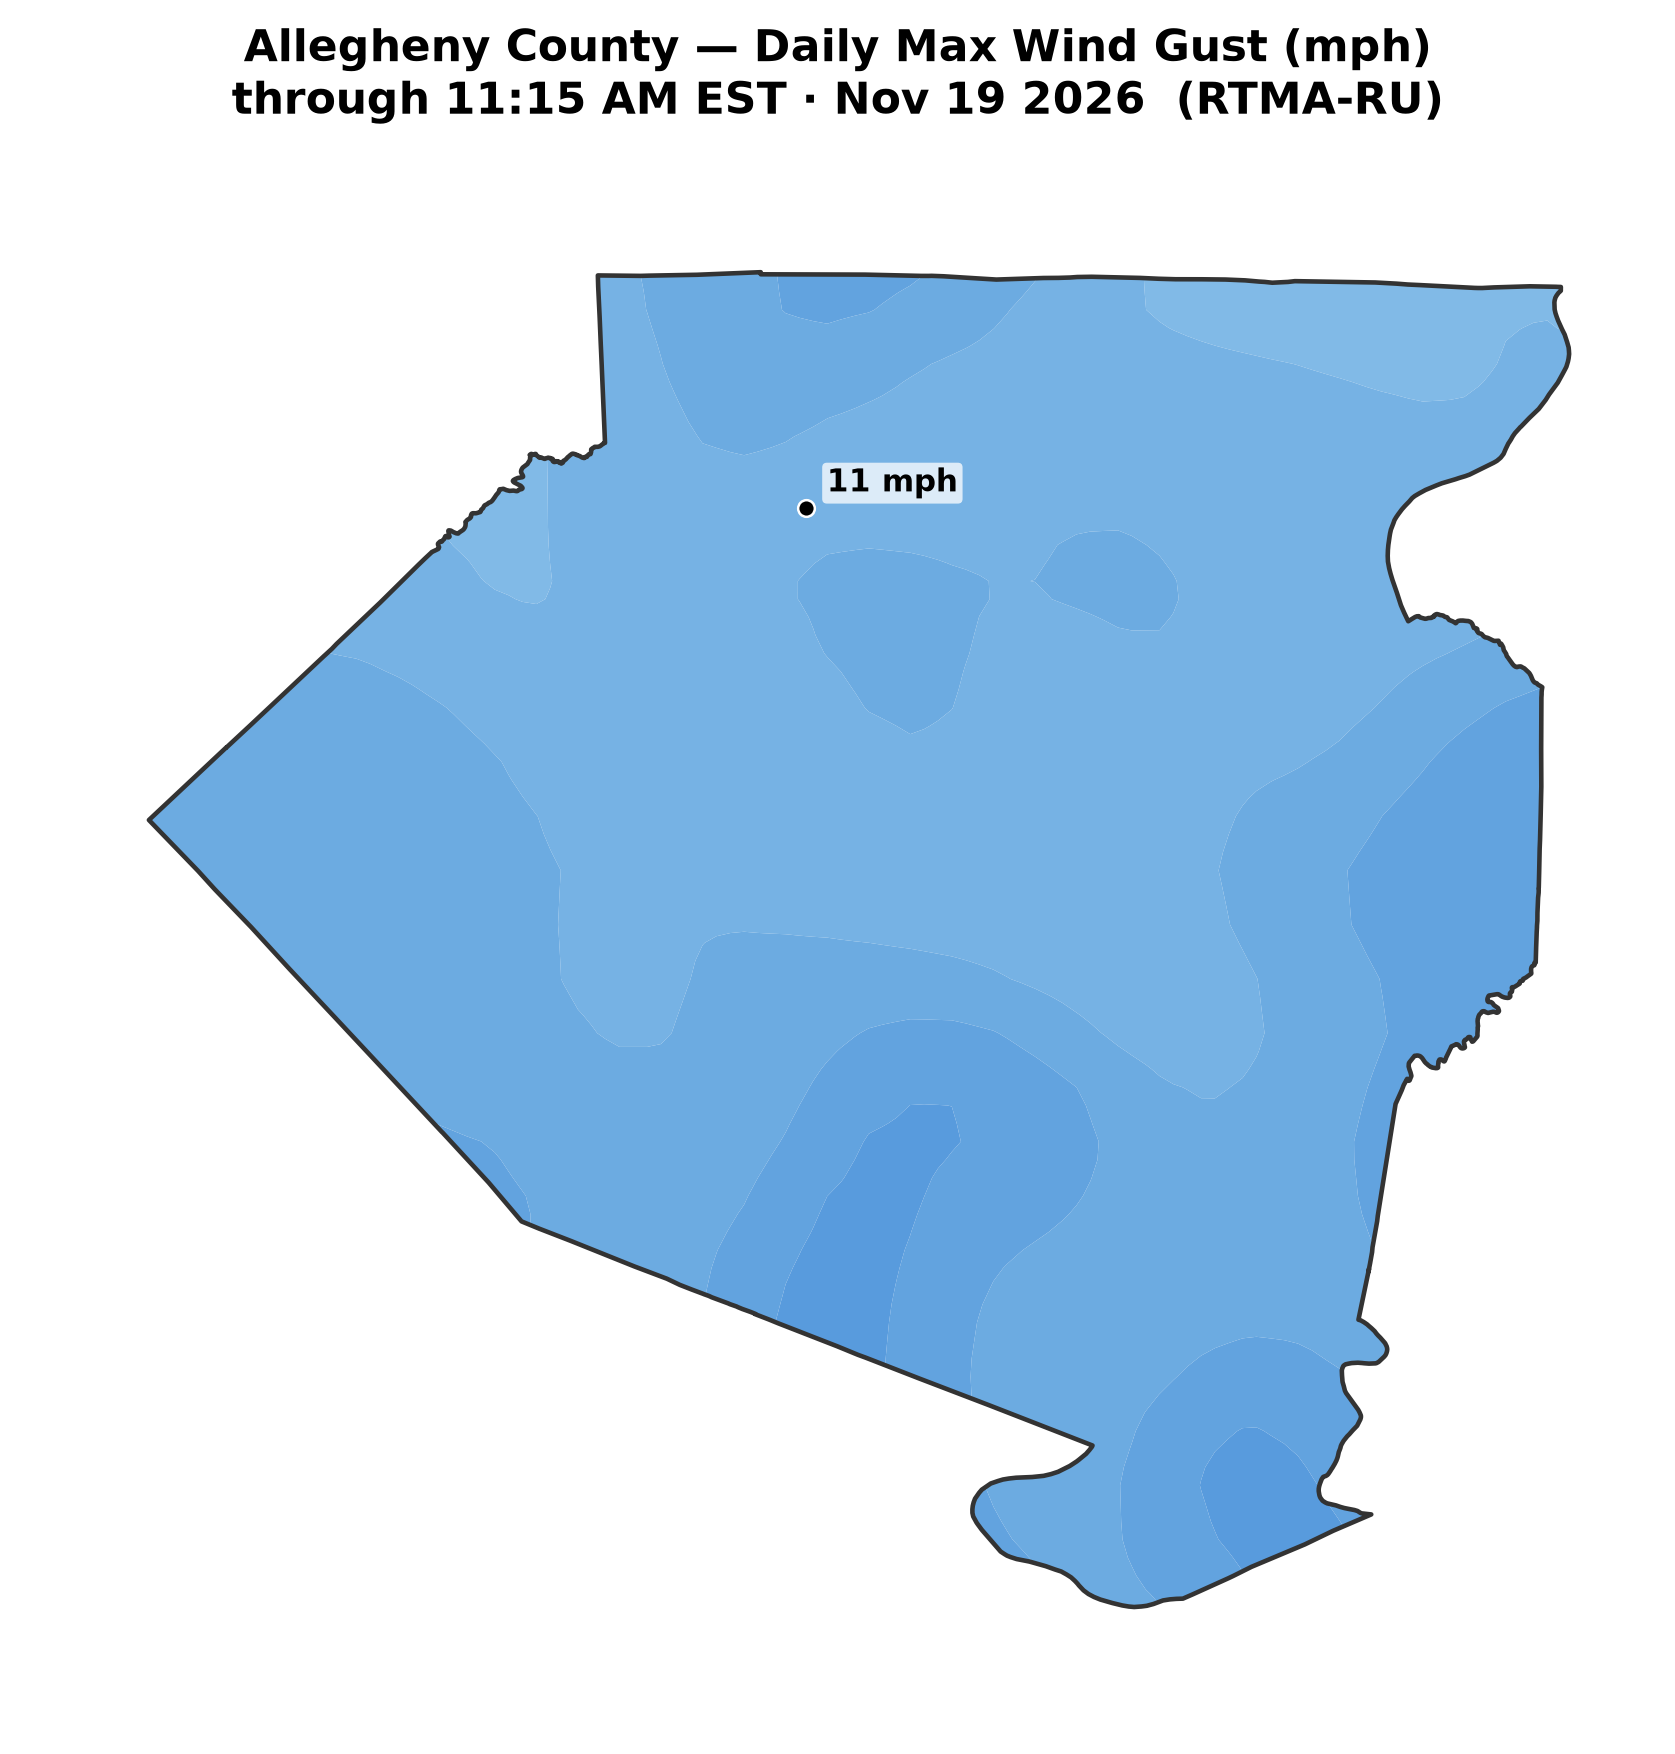 Allegheny County — Daily Max Wind Gust (mph)
through 11:15 AM EST · Nov 19 2026  (RTMA-RU)
11 mph